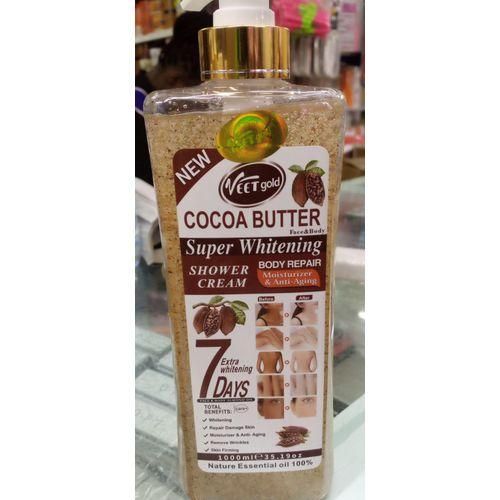 NEW
VEET gold
COCOA BUTTER
Face&Body
Super Whitening
SHOWER CREAM
BODY REPAIR
Moisturizer & Anti-Aging
Before
After
7 DAYS
Extra whitening
TOTAL BENEFITS:
Whitening
Repair Damage Skin
Moisturizer & Anti-Aging
Remove Wrinkles
Skin Firming
1000ml℮35.19oz
Nature Essential oil 100%